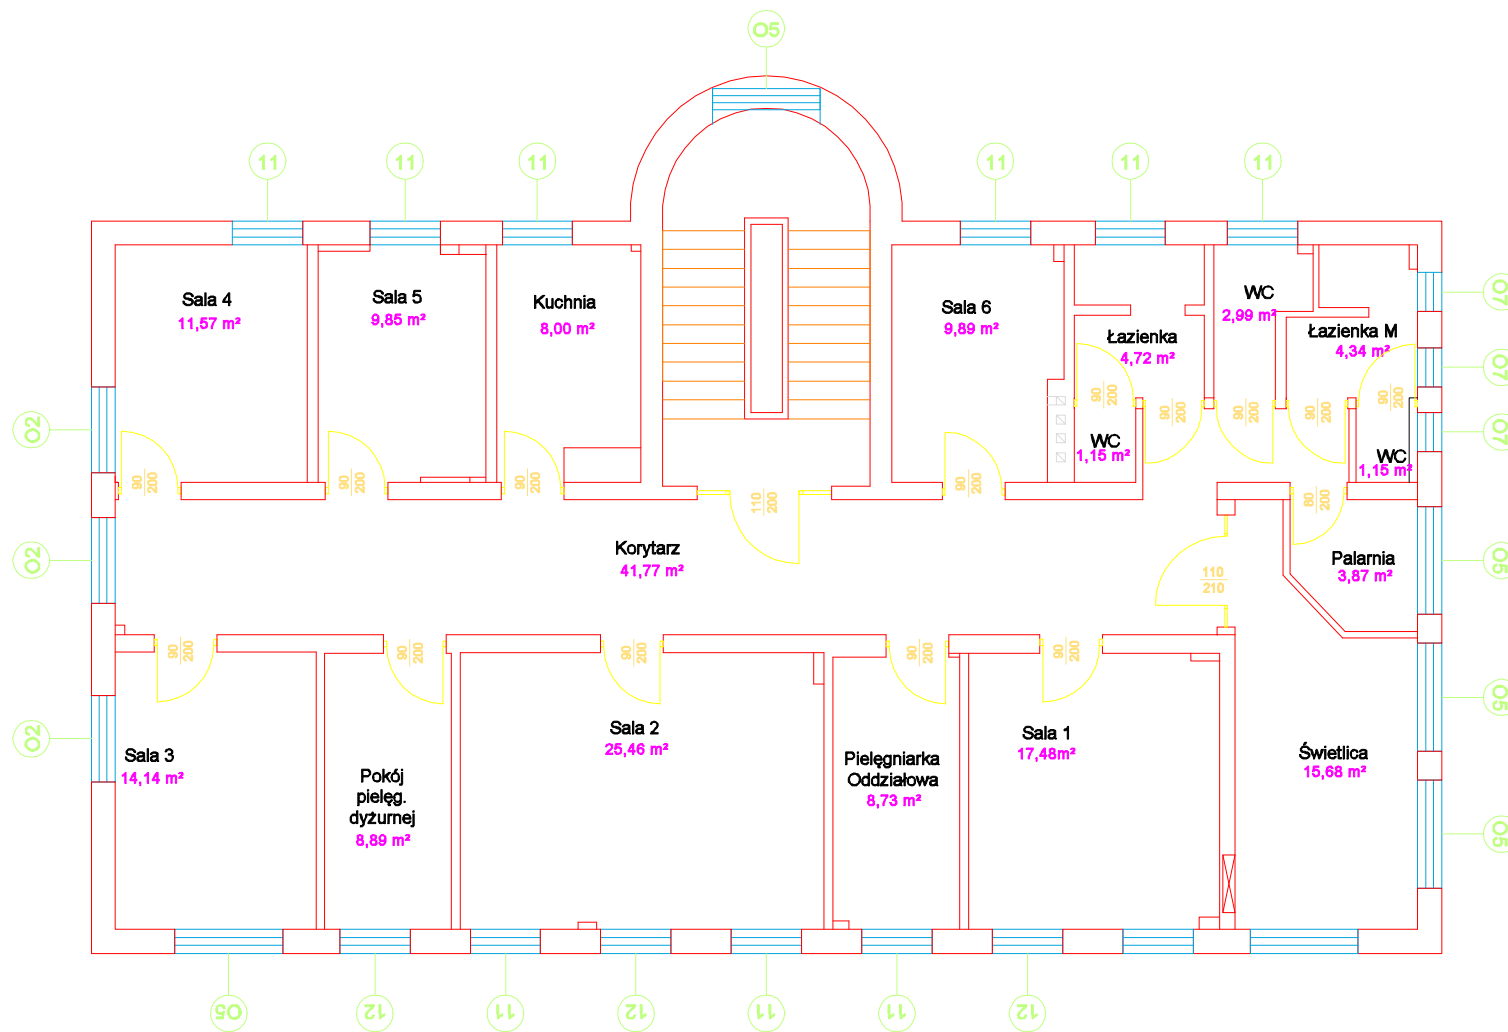 O5
11
11
11
11
11
11
Sala 4
11,57 m²
Sala 5
9,85 m²
Kuchnia
8,00 m²
Sala 6
9,89 m²
Łazienka
4,72 m²
WC
2,99 m²
Łazienka M
4,34 m²
O7
O7
O7
O2
90
200
90
200
90
200
110
200
90
200
90
200
90
200
90
200
90
200
90
200
WC
1,15 m²
WC
1,15 m²
80
200
O2
Korytarz
41,77 m²
110
210
Palarnia
3,87 m²
O5
90
200
90
200
90
200
90
200
90
200
O2
Sala 3
14,14 m²
Pokój
pielęg.
dyżurnej
8,89 m²
Sala 2
25,46 m²
Pielęgniarka
Oddziałowa
8,73 m²
Sala 1
17,48m²
Świetlica
15,68 m²
O5
O5
O5
12
11
12
11
11
12